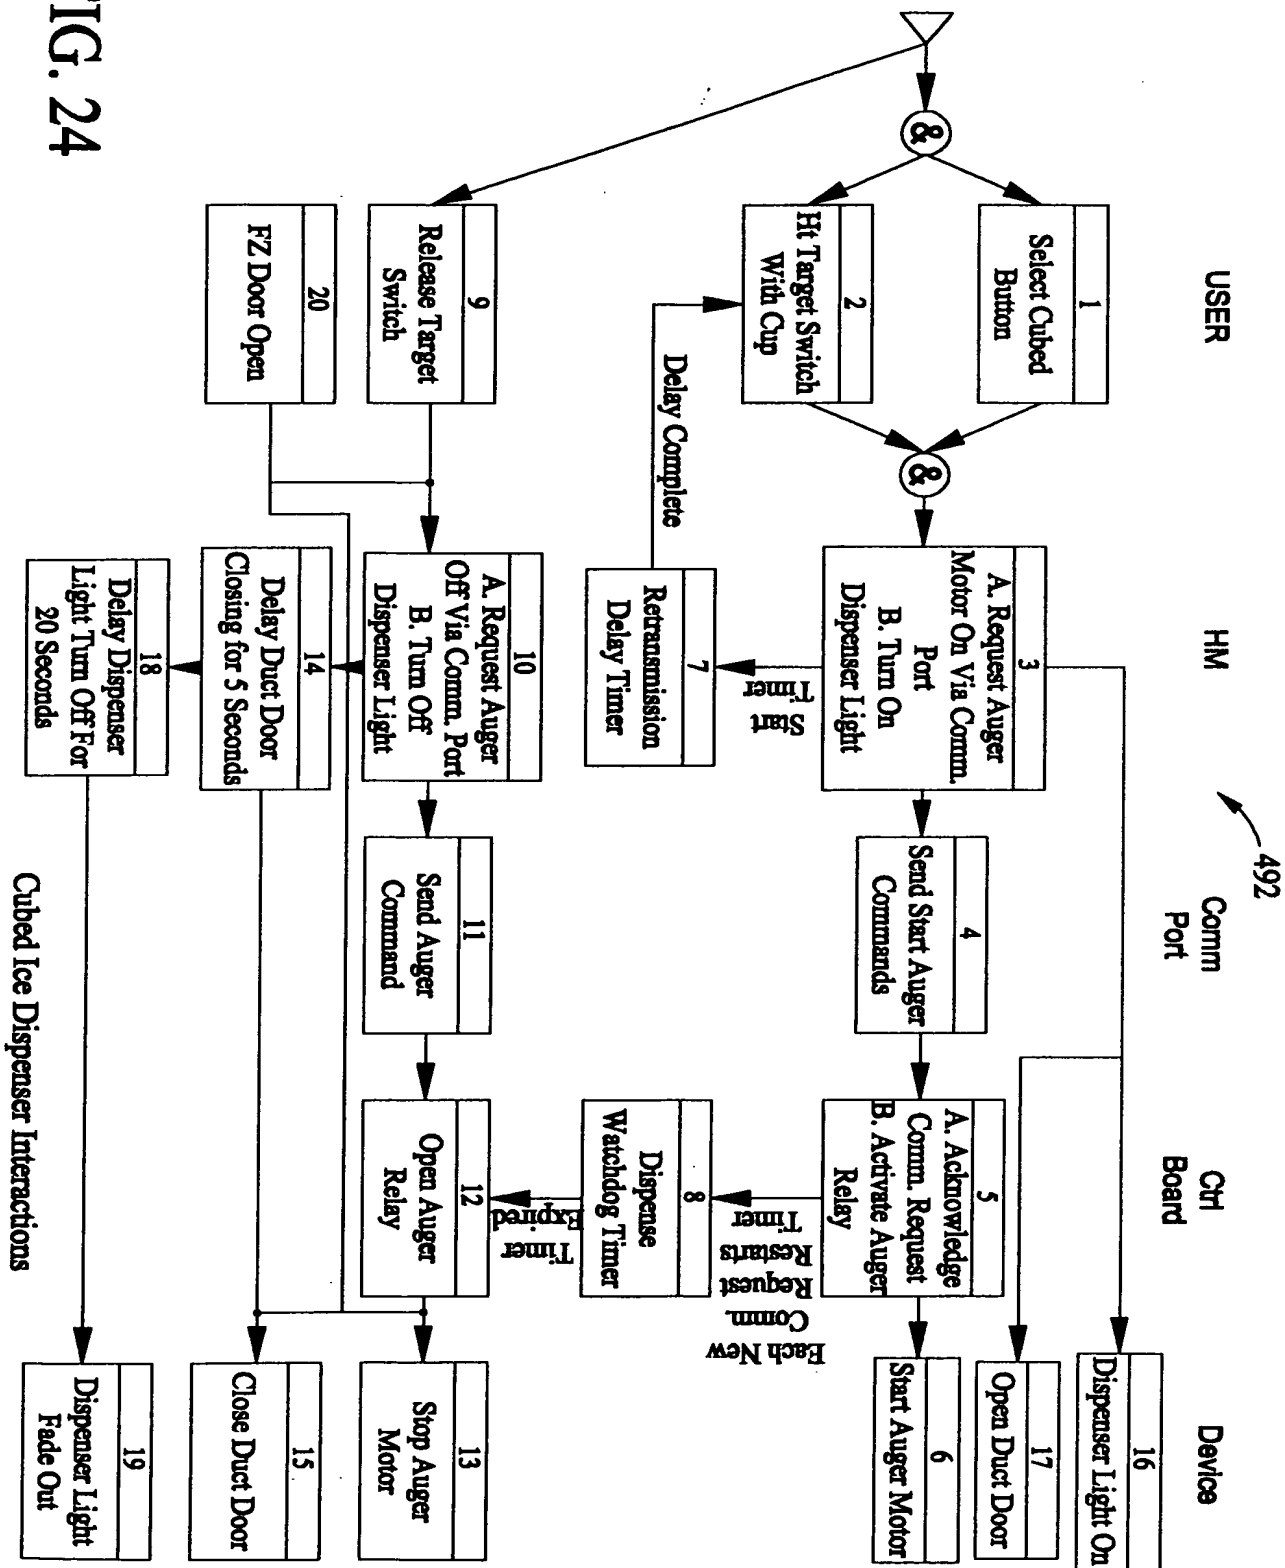 USER
HM
Comm
Port
Ctrl
Board
Device
492
&
1
Select Cubed
Button
2
Hit Target Switch
With Cup
&
3
A. Request Auger
Motor On Via Comm.
Port
B. Turn On
Dispenser Light
4
Send Start Auger
Commands
5
A. Acknowledge
Comm. Request
B. Activate Auger
Relay
6
Start Auger Motor
16
Dispenser Light On
17
Open Duct Door
Start
Timer
7
Retransmission
Delay Timer
Delay Complete
Each New
Comm.
Request
Restarts
Timer
8
Dispense
Watchdog Timer
Timer
Expired
9
Release Target
Switch
10
A. Request Auger
Off Via Comm. Port
B. Turn Off
Dispenser Light
11
Send Auger
Command
12
Open Auger
Relay
13
Stop Auger
Motor
20
FZ Door Open
14
Delay Duct Door
Closing for 5 Seconds
15
Close Duct Door
18
Delay Dispenser
Light Turn Off For
20 Seconds
19
Dispenser Light
Fade Out
Cubed Ice Dispenser Interactions
IG. 24